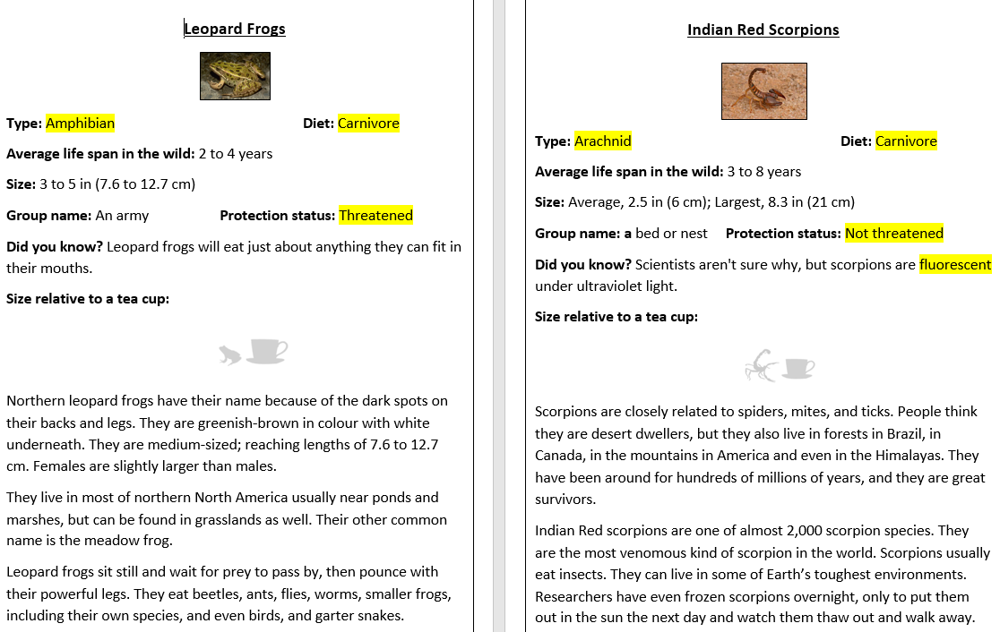 Leopard Frogs
Type: Amphibian Diet: Carnivore
Average life span in the wild: 2 to 4 years
Size: 3 to 5 in (7.6 to 12.7 cm)
Group name: An army Protection status: Threatened
Did you know? Leopard frogs will eat just about anything they can fit in
their mouths.
Size relative to a tea cup:
Northern leopard frogs have their name because of the dark spots on
their backs and legs. They are greenish-brown in colour with white
underneath. They are medium-sized; reaching lengths of 7.6 to 12.7
cm. Females are slightly larger than males.
They live in most of northern North America usually near ponds and
marshes, but can be found in grasslands as well. Their other common
name is the meadow frog.
Leopard frogs sit still and wait for prey to pass by, then pounce with
their powerful legs. They eat beetles, ants, flies, worms, smaller frogs,
including their own species, and even birds, and garter snakes.
Indian Red Scorpions
Type: Arachnid Diet: Carnivore
Average life span in the wild: 3 to 8 years
Size: Average, 2.5 in (6 cm); Largest, 8.3 in (21 cm)
Group name: a bed or nest Protection status: Not threatened
Did you know? Scientists aren't sure why, but scorpions are fluorescent
under ultraviolet light.
Size relative to a tea cup:
Scorpions are closely related to spiders, mites, and ticks. People think
they are desert dwellers, but they also live in forests in Brazil, in
Canada, in the mountains in America and even in the Himalayas. They
have been around for hundreds of millions of years, and they are great
survivors.
Indian Red scorpions are one of almost 2,000 scorpion species. They
are the most venomous kind of scorpion in the world. Scorpions usually
eat insects. They can live in some of Earth’s toughest environments.
Researchers have even frozen scorpions overnight, only to put them
out in the sun the next day and watch them thaw out and walk away.